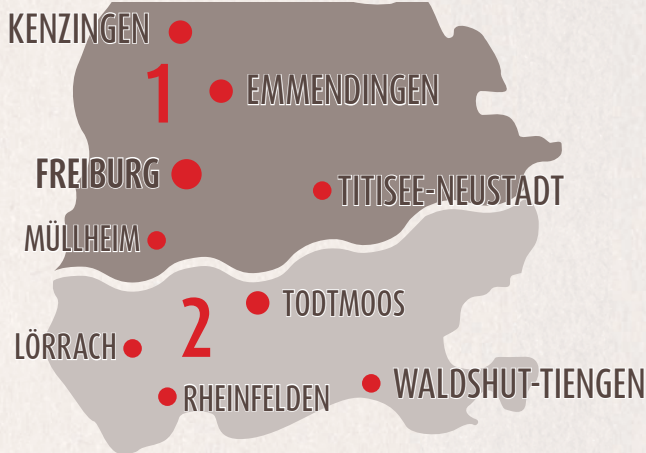 KENZINGEN
1
EMMENDINGEN
FREIBURG
TITISEE-NEUSTADT
MÜLLHEIM
2
TODTMOOS
LÖRRACH
WALDSHUT-TIENGEN
RHEINFELDEN